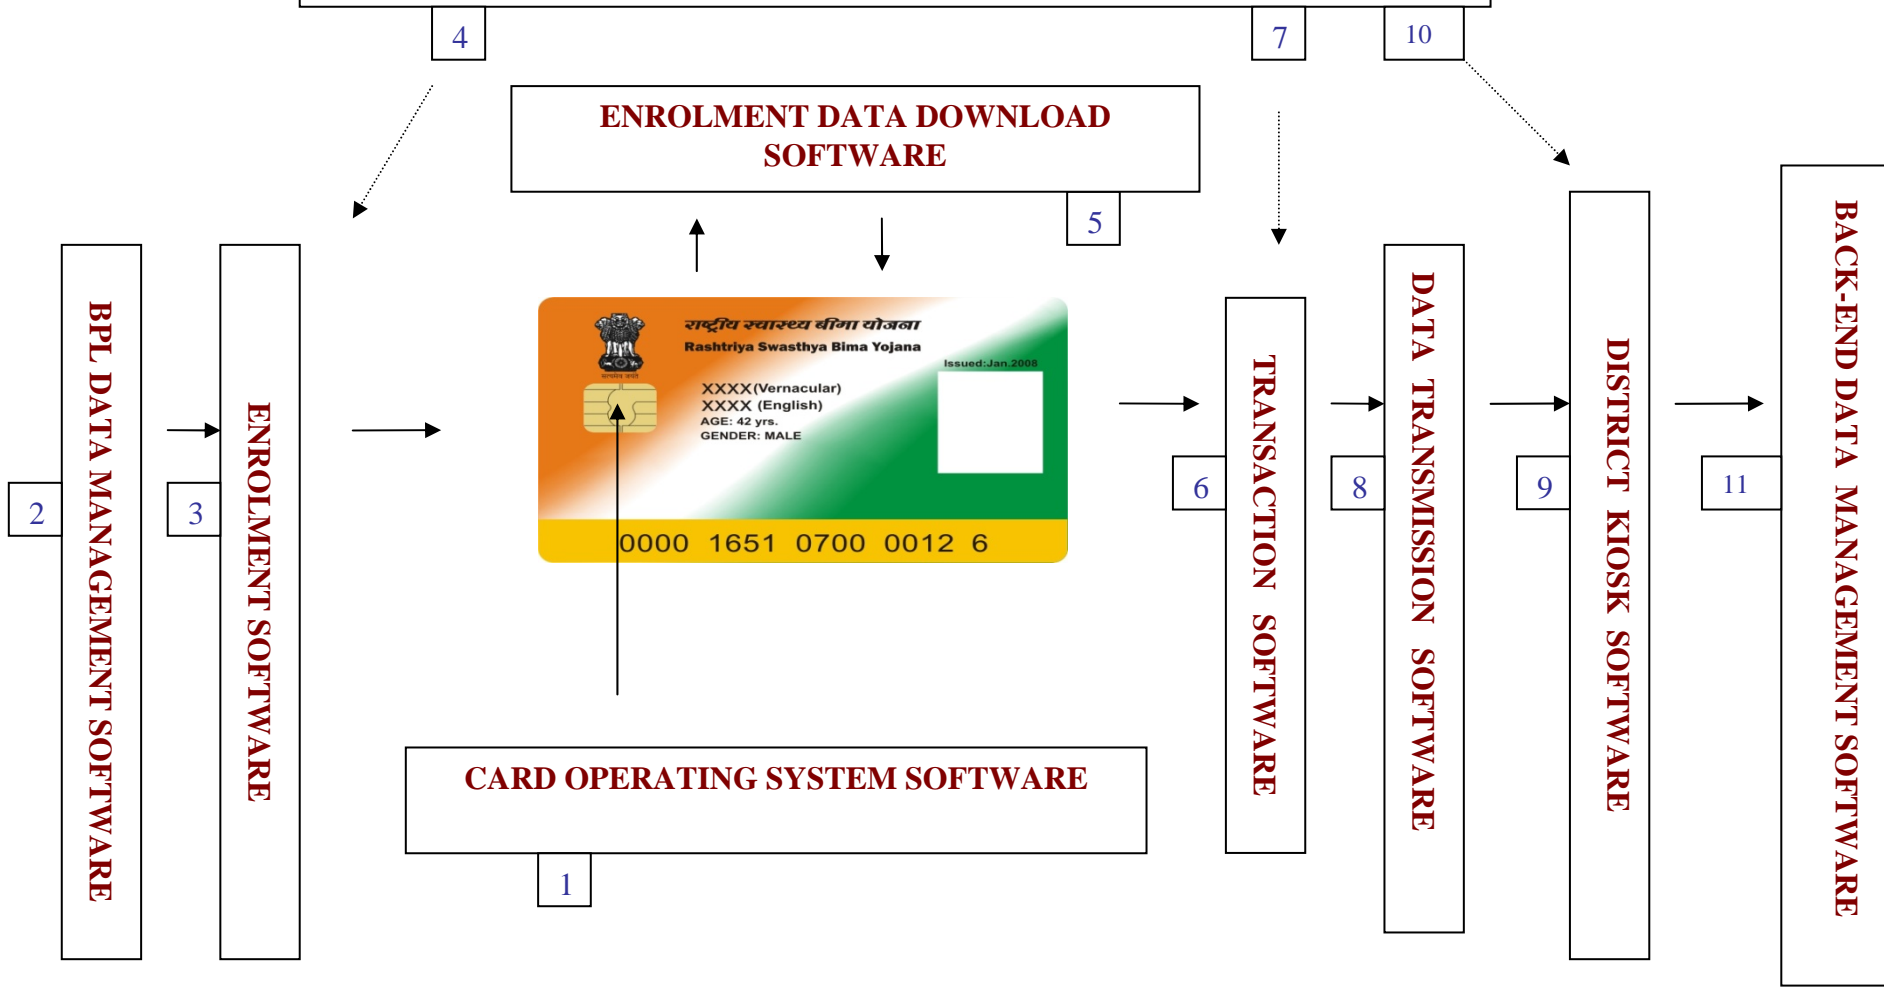 4
7
10
ENROLMENT DATA DOWNLOAD
SOFTWARE
5
BPL DATA MANAGEMENT SOFTWARE
2
ENROLMENT SOFTWARE
3
राष्ट्रीय स्वास्थ्य बीमा योजना
Rashtriya Swasthya Bima Yojana
सत्यमेव जयते
Issued:Jan.2008
XXXX(Vernacular)
XXXX (English)
AGE: 42 yrs.
GENDER: MALE
0000 1651 0700 0012 6
CARD OPERATING SYSTEM SOFTWARE
1
TRANSACTION SOFTWARE
6
DATA TRANSMISSION SOFTWARE
8
DISTRICT KIOSK SOFTWARE
9
BACK-END DATA MANAGEMENT SOFTWARE
11